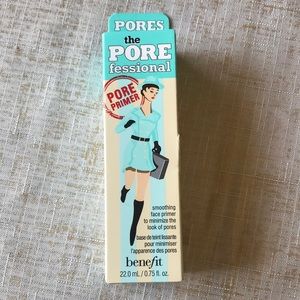 PORES
the
PORE
fessional
PORE
PRIMER
smoothing
face primer
to minimize the
look of pores
base de teint lissante
pour minimiser
l'apparence des pores
benefit
22.0 mL / 0.75 fl. oz.